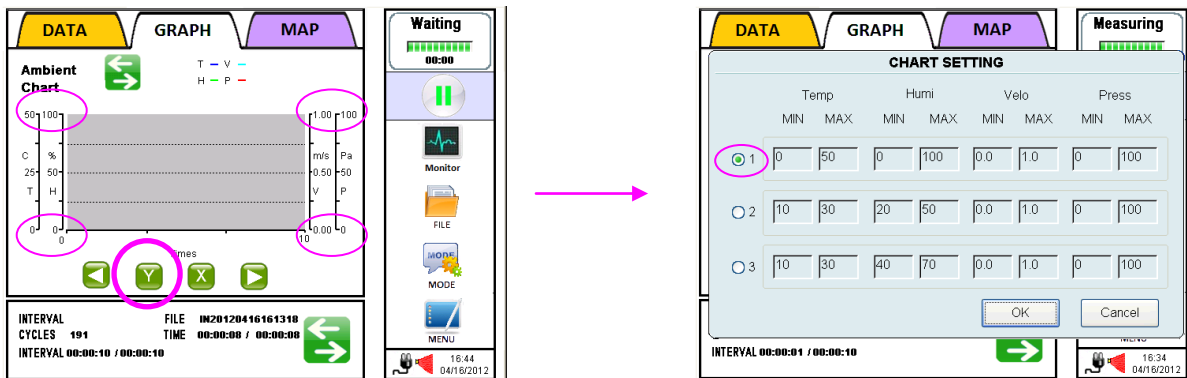 DATA GRAPH MAP
Ambient
Chart
T V
H P
50 100 1.00 100
C % m/s Pa
25 50 0.50 50
T H V P
0 0 0.00 0
0 10
Times
Y X
INTERVAL FILE IN20120416161318
CYCLES 191 TIME 00:00:08 / 00:00:08
INTERVAL 00:00:10 / 00:00:10
Waiting
00:00
Monitor
FILE
MODE
MODE
MENU
16:44
04/16/2012
DATA GRAPH MAP
Measuring
CHART SETTING
Temp Humi Velo Press
MIN MAX MIN MAX MIN MAX MIN MAX
1 0 50 0 100 0.0 1.0 0 100
2 10 30 20 50 0.0 1.0 0 100
3 10 30 40 70 0.0 1.0 0 100
OK Cancel
INTERVAL 00:00:01 / 00:00:10
MENU
16:34
04/16/2012